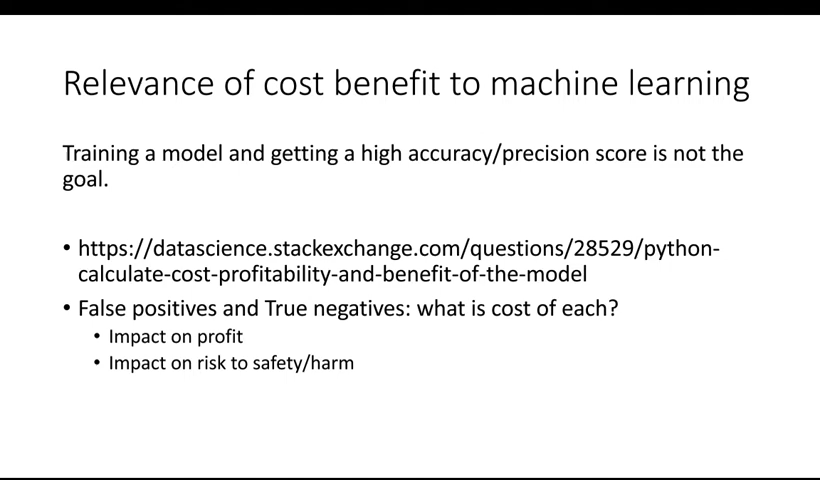 Relevance of cost benefit to machine learning
Training a model and getting a high accuracy/precision score is not the
goal.
• https://datascience.stackexchange.com/questions/28529/python-
calculate-cost-profitability-and-benefit-of-the-model
• False positives and True negatives: what is cost of each?
• Impact on profit
• Impact on risk to safety/harm